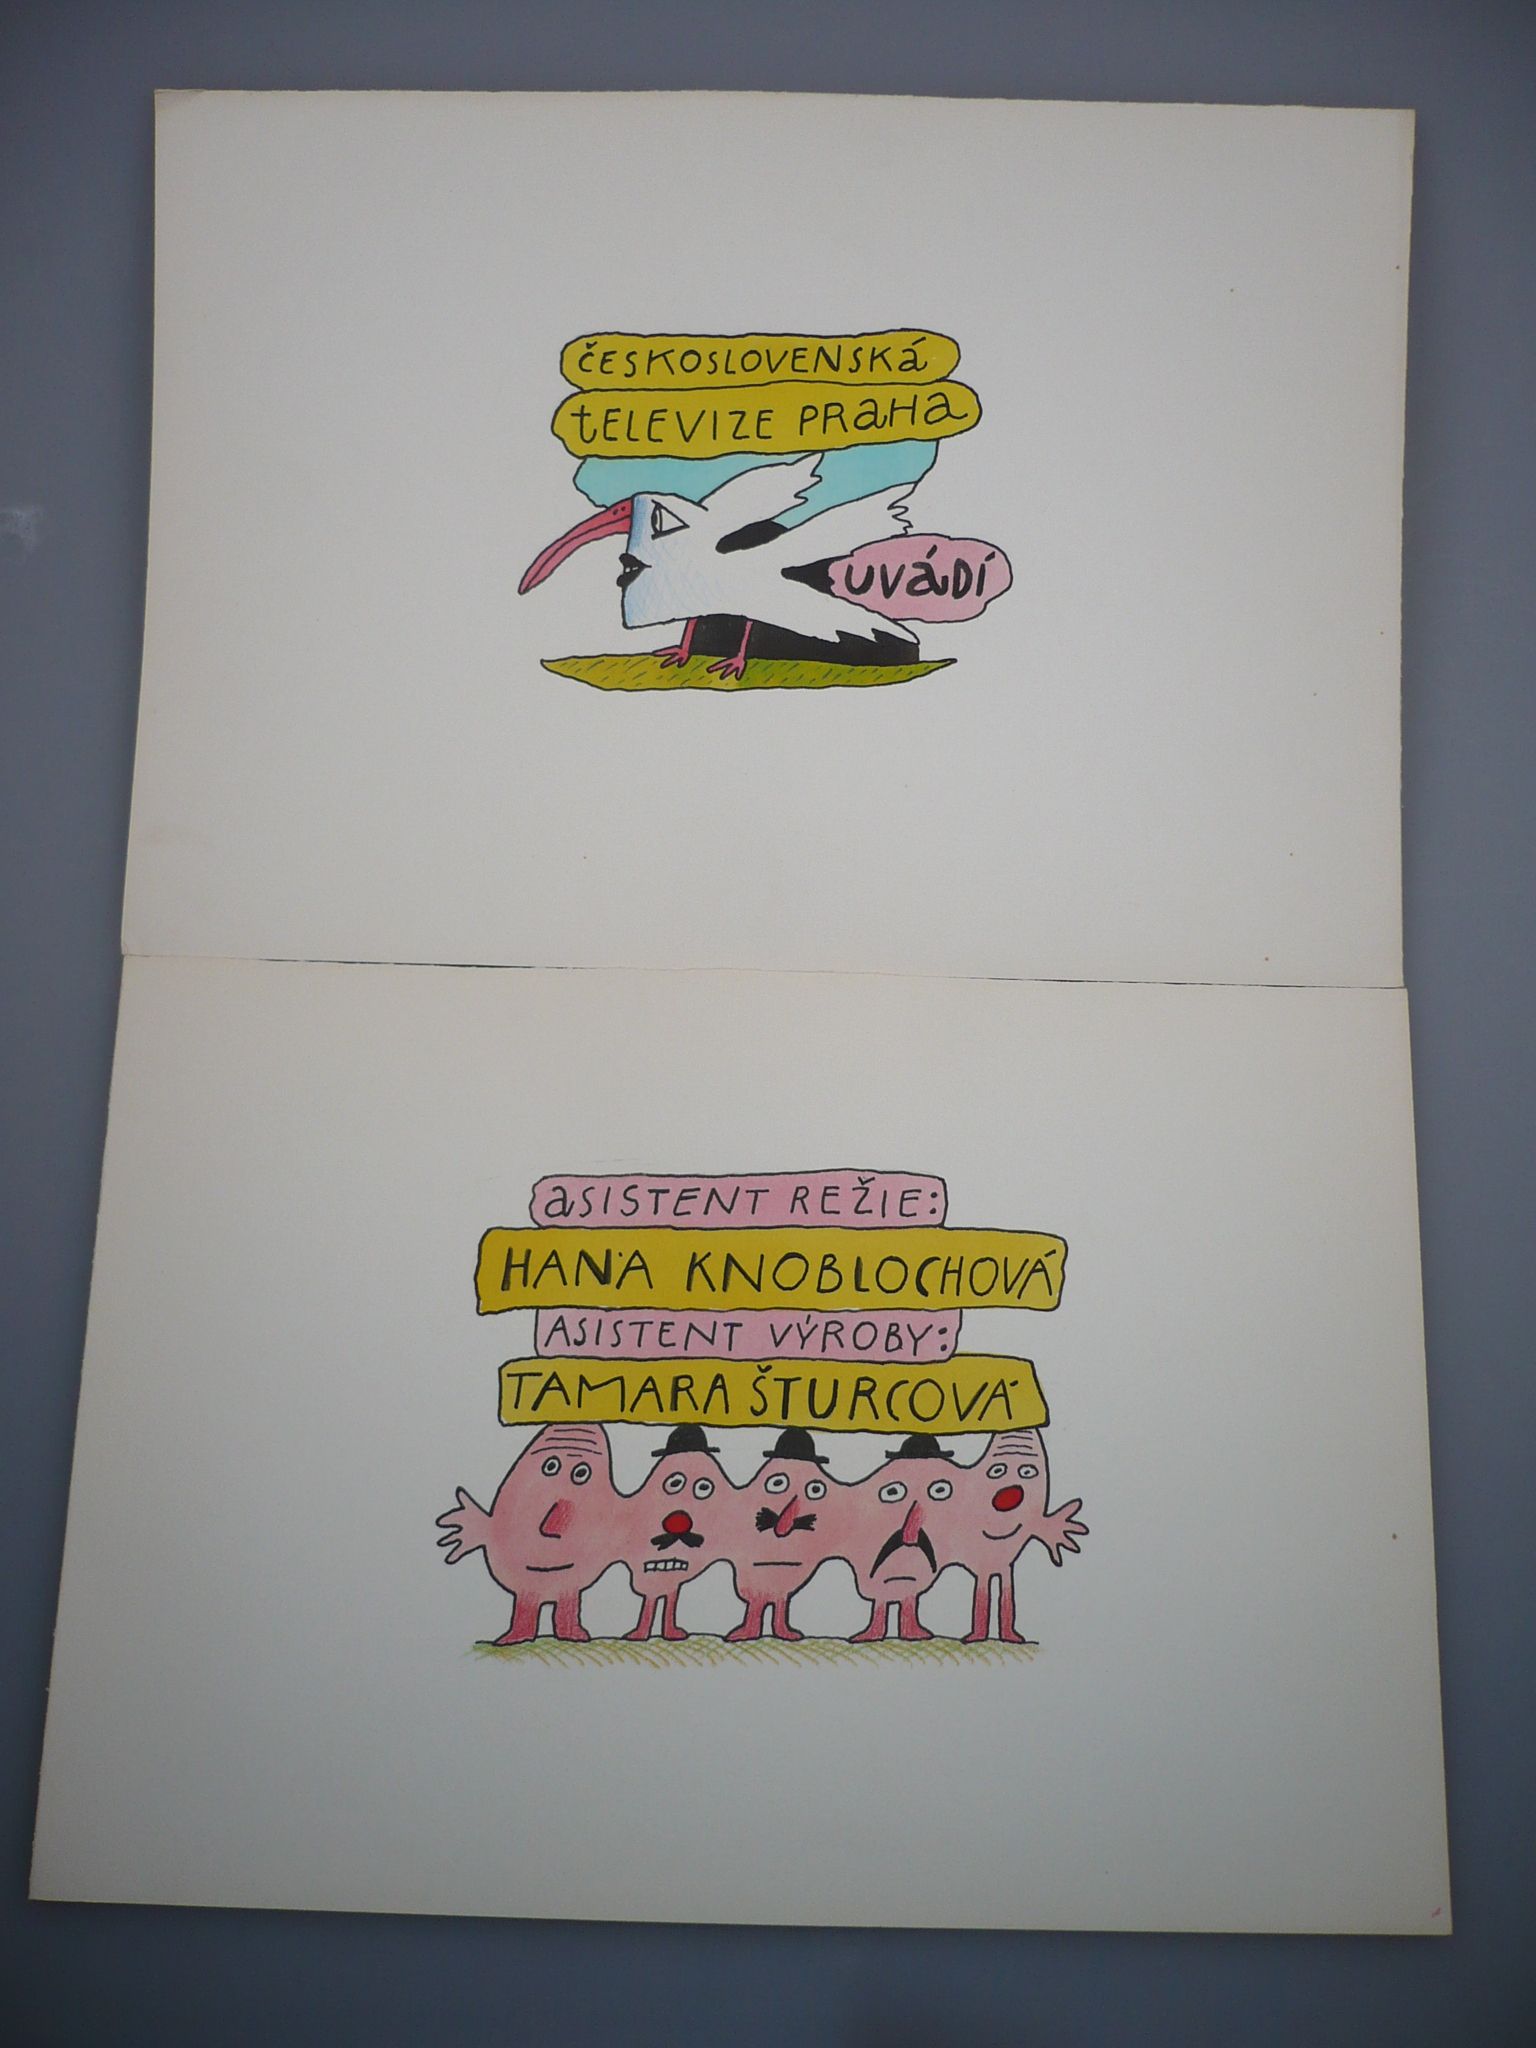 ČESKOSLOVENSKá
tELEVIZE PRaHa
UVáDÍ
aSISTENT REŽIE:
HANA KNOBLOCHOVÁ
ASISTENT VÝROBY:
TAMARA ŠTURCOVÁ